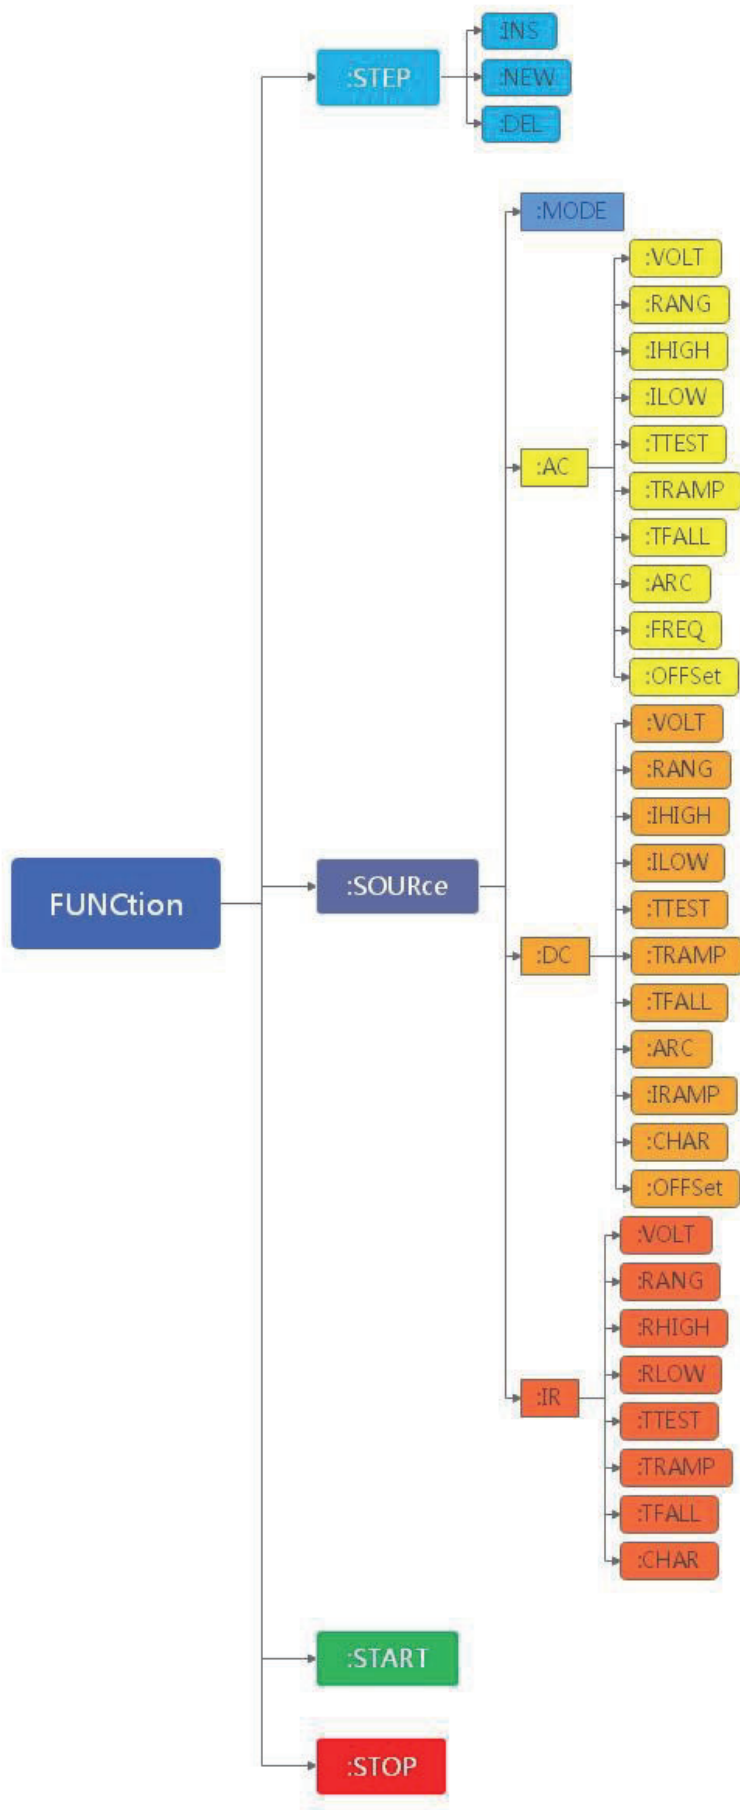 FUNCtion
:STEP
:INS
:NEW
:DEL
:SOURce
:MODE
:AC
:VOLT
:RANG
:IHIGH
:ILOW
:TTEST
:TRAMP
:TFALL
:ARC
:FREQ
:OFFSet
:DC
:VOLT
:RANG
:IHIGH
:ILOW
:TTEST
:TRAMP
:TFALL
:ARC
:IRAMP
:CHAR
:OFFSet
:IR
:VOLT
:RANG
:RHIGH
:RLOW
:TTEST
:TRAMP
:TFALL
:CHAR
:START
:STOP